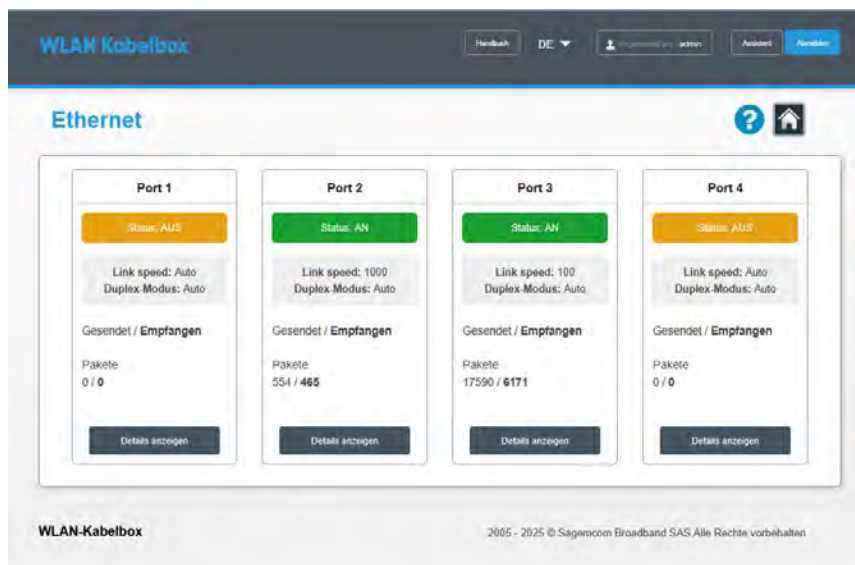 WLAN Kabelbox
Handbuch DE admin Assistent Abmelden
Ethernet
?
Port 1 Port 2 Port 3 Port 4
Status: AUS Status: AN Status: AN Status: AUS
Link speed: Auto Link speed: 1000 Link speed: 100 Link speed: Auto
Duplex-Modus: Auto Duplex-Modus: Auto Duplex-Modus: Auto Duplex-Modus: Auto
Gesendet / Empfangen Gesendet / Empfangen Gesendet / Empfangen Gesendet / Empfangen
Pakete Pakete Pakete Pakete
0 / 0 554 / 465 17590 / 6171 0 / 0
Details anzeigen Details anzeigen Details anzeigen Details anzeigen
WLAN-Kabelbox 2005 - 2025 © Sagemcom Broadband SAS Alle Rechte vorbehalten